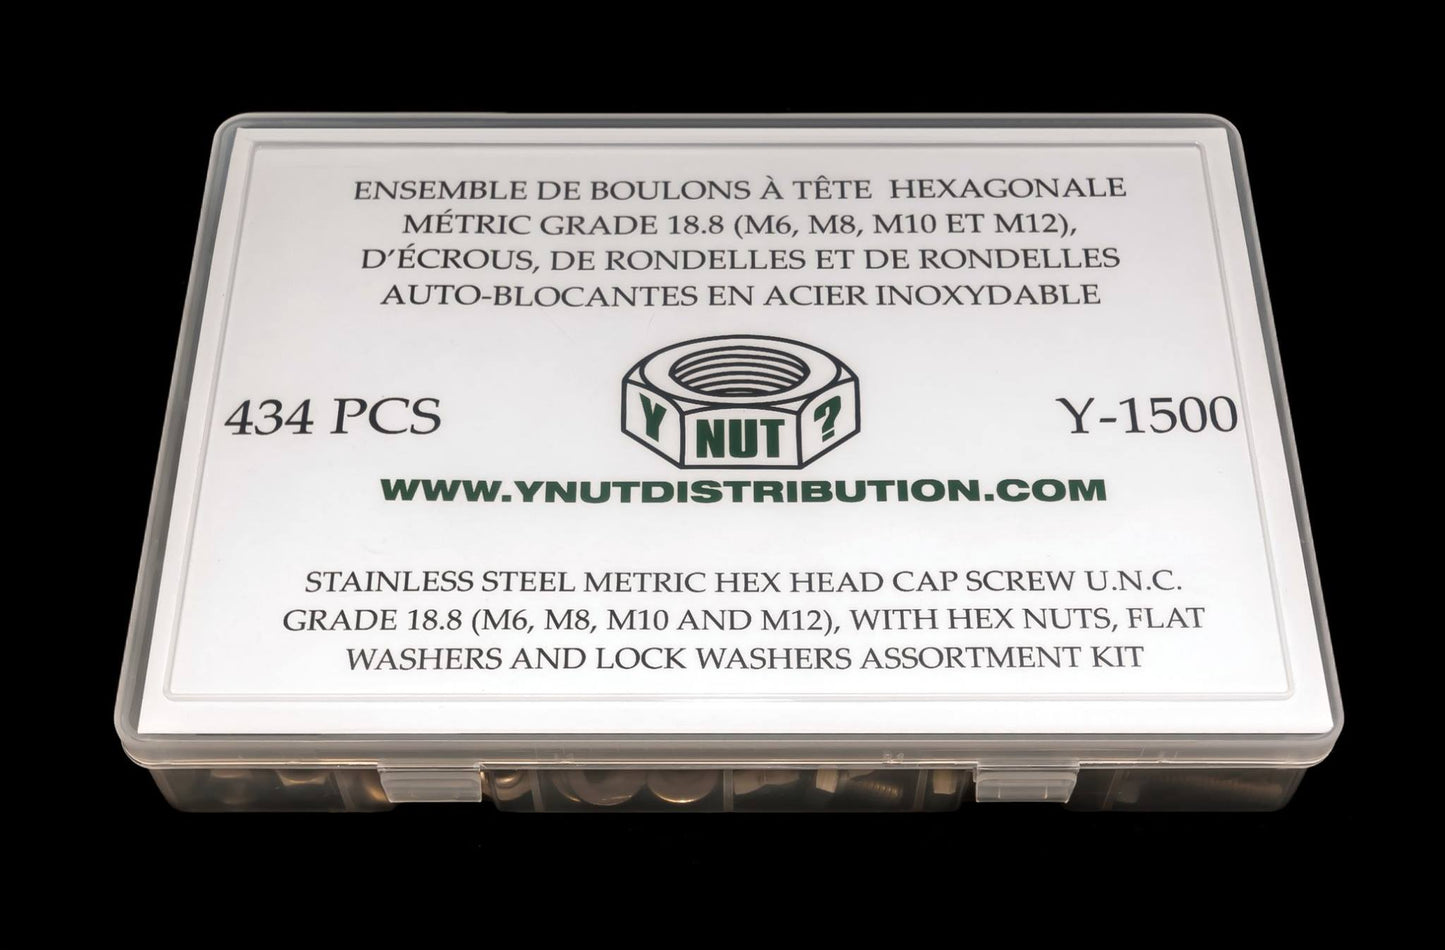 ENSEMBLE DE BOULONS À TÊTE HEXAGONALE
MÉTRIC GRADE 18.8 (M6, M8, M10 ET M12),
D'ÉCROUS, DE RONDELLES ET DE RONDELLES
AUTO-BLOCANTES EN ACIER INOXYDABLE
434 PCS
Y NUT ?
Y-1500
WWW.YNUTDISTRIBUTION.COM
STAINLESS STEEL METRIC HEX HEAD CAP SCREW U.N.C.
GRADE 18.8 (M6, M8, M10 AND M12), WITH HEX NUTS, FLAT
WASHERS AND LOCK WASHERS ASSORTMENT KIT